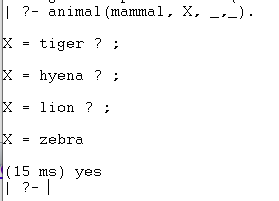 | ?- animal(mammal, X, _,_).
X = tiger ? ;
X = hyena ? ;
X = lion ? ;
X = zebra
(15 ms) yes
| ?-